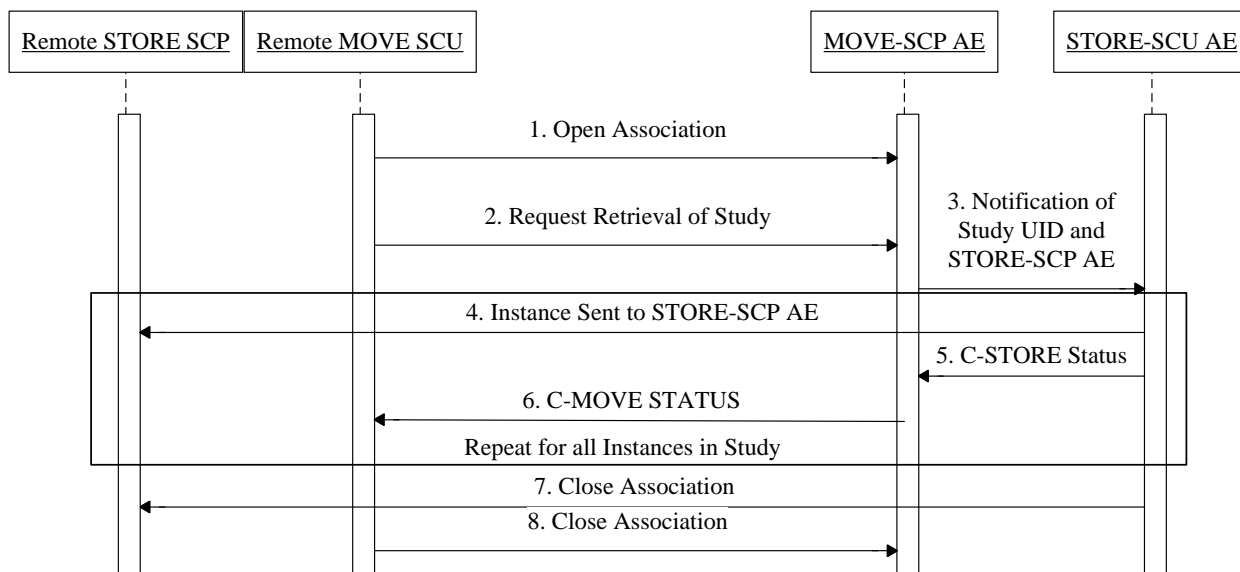 Remote STORE SCP
Remote MOVE SCU
MOVE-SCP AE
STORE-SCU AE
1. Open Association
2. Request Retrieval of Study
3. Notification of
Study UID and
STORE-SCP AE
4. Instance Sent to STORE-SCP AE
5. C-STORE Status
6. C-MOVE STATUS
Repeat for all Instances in Study
7. Close Association
8. Close Association